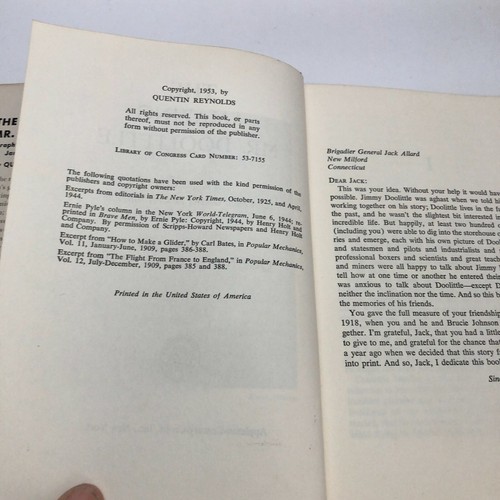 THE
MR.
Copyright, 1953, by
QUENTIN REYNOLDS
All rights reserved. This book, or parts
thereof, must not be reproduced in any
form without permission of the publisher.
LIBRARY OF CONGRESS CARD NUMBER: 53-7155
The following quotations have been used with the kind permission of the
publishers and copyright owners:
Excerpts from editorials in The New York Times, October, 1925, and April,
1944.
Ernie Pyle's column in the New York World-Telegram, June 6, 1944; re-
printed in Brave Men, by Ernie Pyle: Copyright, 1944, by Henry Holt and
Company. By permission of Scripps-Howard Newspapers and Henry Holt
and Company.
Excerpt from "How to Make a Glider," by Carl Bates, in Popular Mechanics,
Vol. 11, January-June, 1909, pages 386-388.
Excerpt from "The Flight From France to England," in Popular Mechanics,
Vol. 12, July-December, 1909, pages 385 and 388.
Printed in the United States of America
Brigadier General Jack Allard
New Milford
Connecticut
DEAR JACK:
This was your idea. Without your help it would have
possible. Jimmy Doolittle was aghast when we told hi
working together on his story; Doolittle lives in the
the past, and he wasn't the slightest bit interested
incredible life. But happily, at least two hundred o
(including you) were able to dig into the storehouse o
ries and emerge, each with his own picture of Doo
and statesmen and pilots and industrialists and
professional boxers and scientists and great teach
and miners were all happy to talk about Jimmy
tell how at one time or another he entered thei
was anxious to talk about Doolittle—except D
neither the inclination nor the time. And so this b
the memories of his friends.
You gave the full measure of your friendship
1918, when you and he and Brucie Johnson
gether. I'm grateful, Jack, that you had a little
to give to me, and grateful for the chance that
a year ago when we decided that this story
into print. And so, Jack, I dedicate this boo
Sin